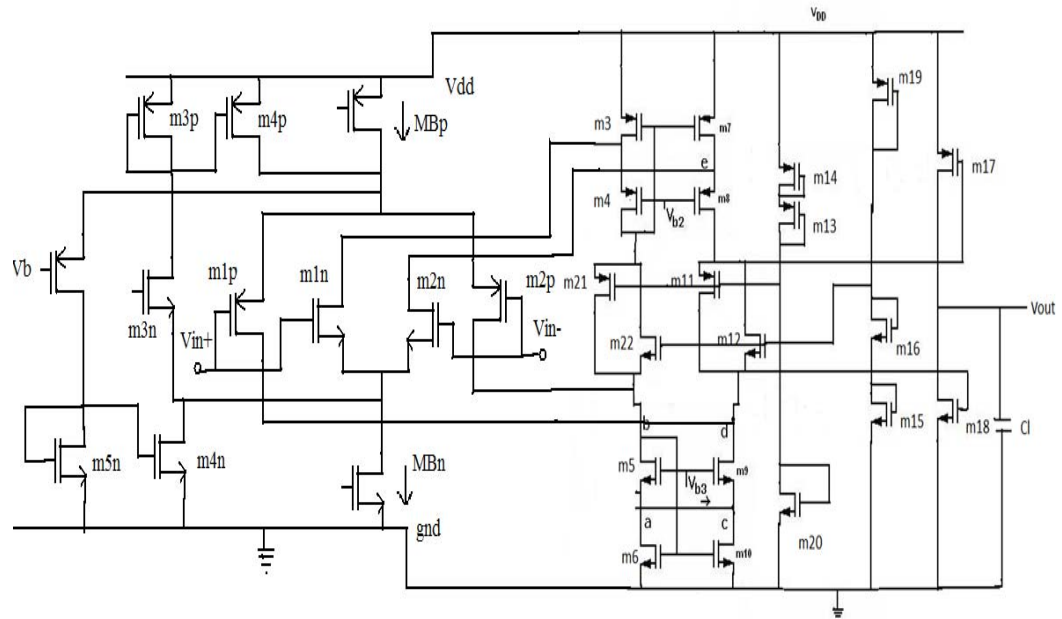 VDD
Vdd
m3p
m4p
MBp
m3
m7
m19
e
m14
m17
m4
m8
Vb2
m13
Vb
m1p
m1n
m2n
m2p
m21
m11
m3n
Vin+
Vin-
Vout
m22
m12
m16
b
d
m15
m18
Cl
m5n
m4n
MBn
m5
m9
Vb3
a
c
gnd
m6
m10
m20